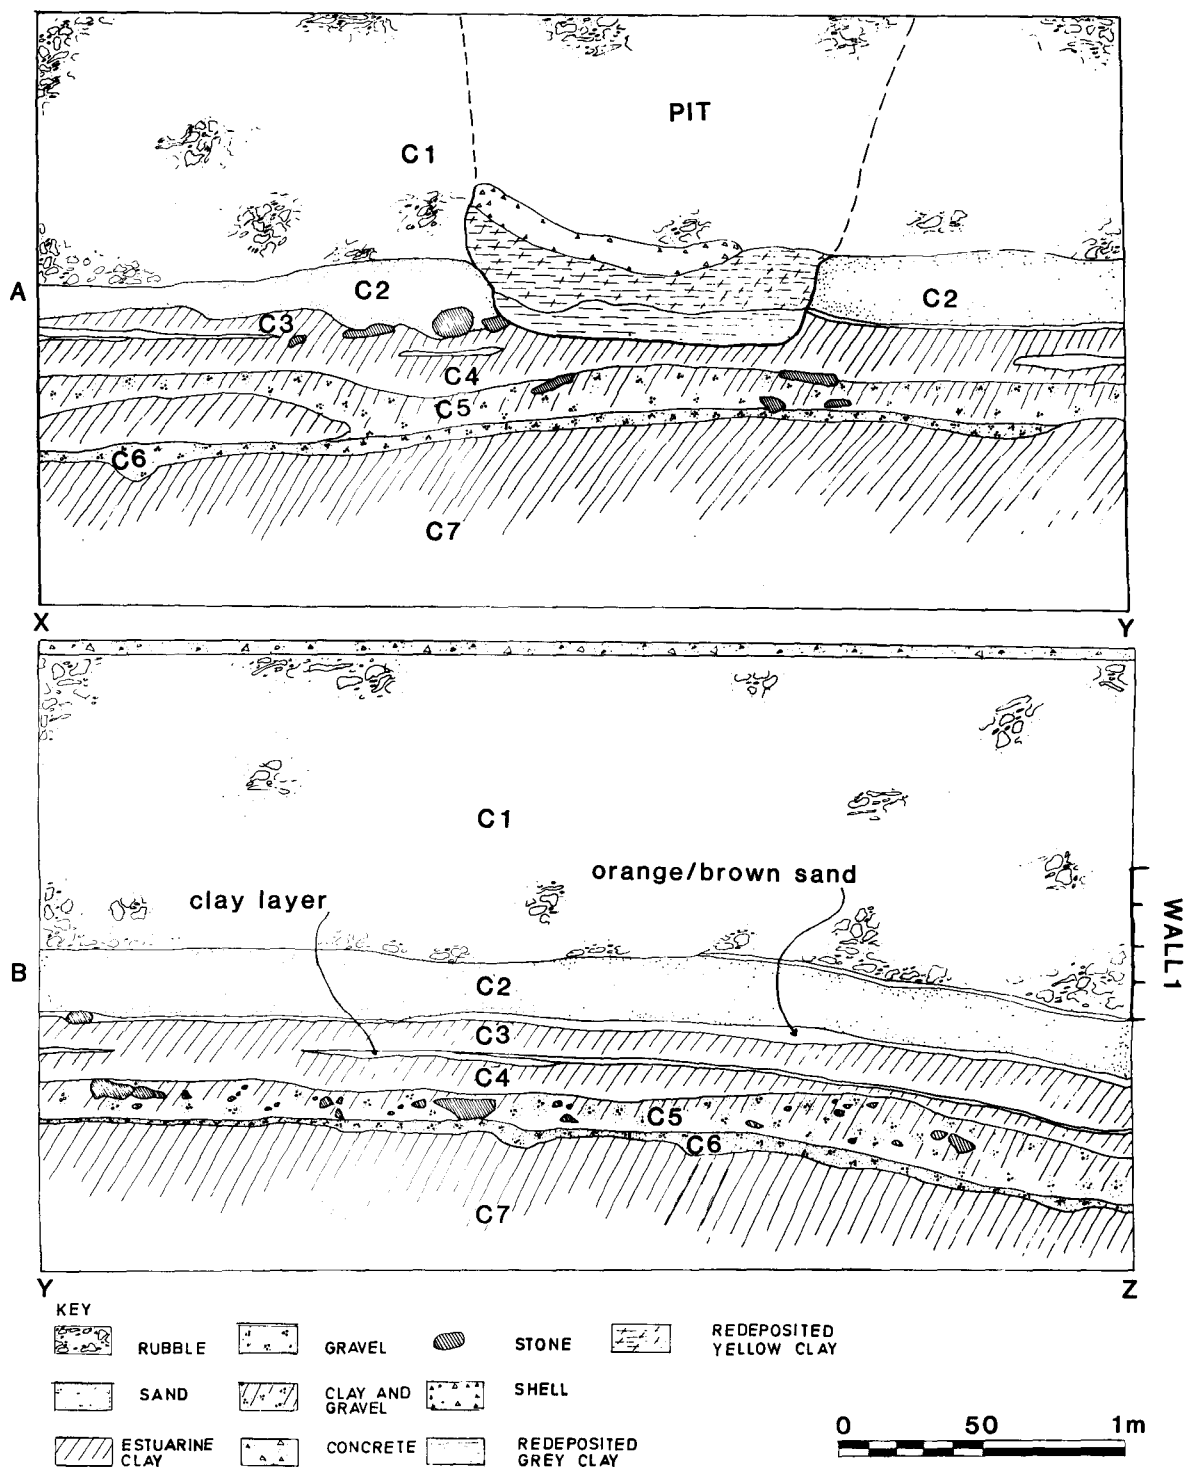 PIT
C1
A
C2
C2
C3
C4
C5
C6
C7
X Y
C1
orange/brown sand
clay layer
WALL 1
B
C2
C3
C4
C5
C6
C7
Y Z
KEY
RUBBLE
GRAVEL
STONE
REDEPOSITED
YELLOW CLAY
SAND
CLAY AND
GRAVEL
SHELL
ESTUARINE
CLAY
CONCRETE
REDEPOSITED
GREY CLAY
0 50 1m